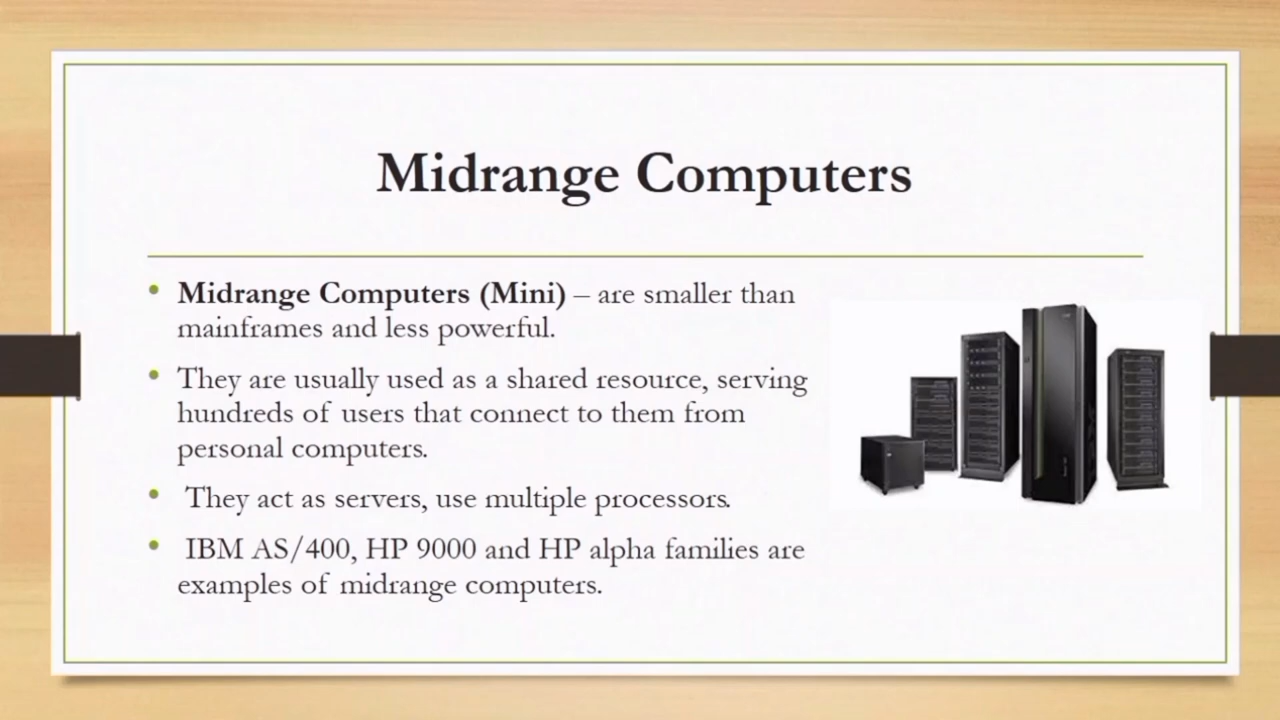 Midrange Computers
• Midrange Computers (Mini) – are smaller than
mainframes and less powerful.
• They are usually used as a shared resource, serving
hundreds of users that connect to them from
personal computers.
• They act as servers, use multiple processors.
• IBM AS/400, HP 9000 and HP alpha families are
examples of midrange computers.